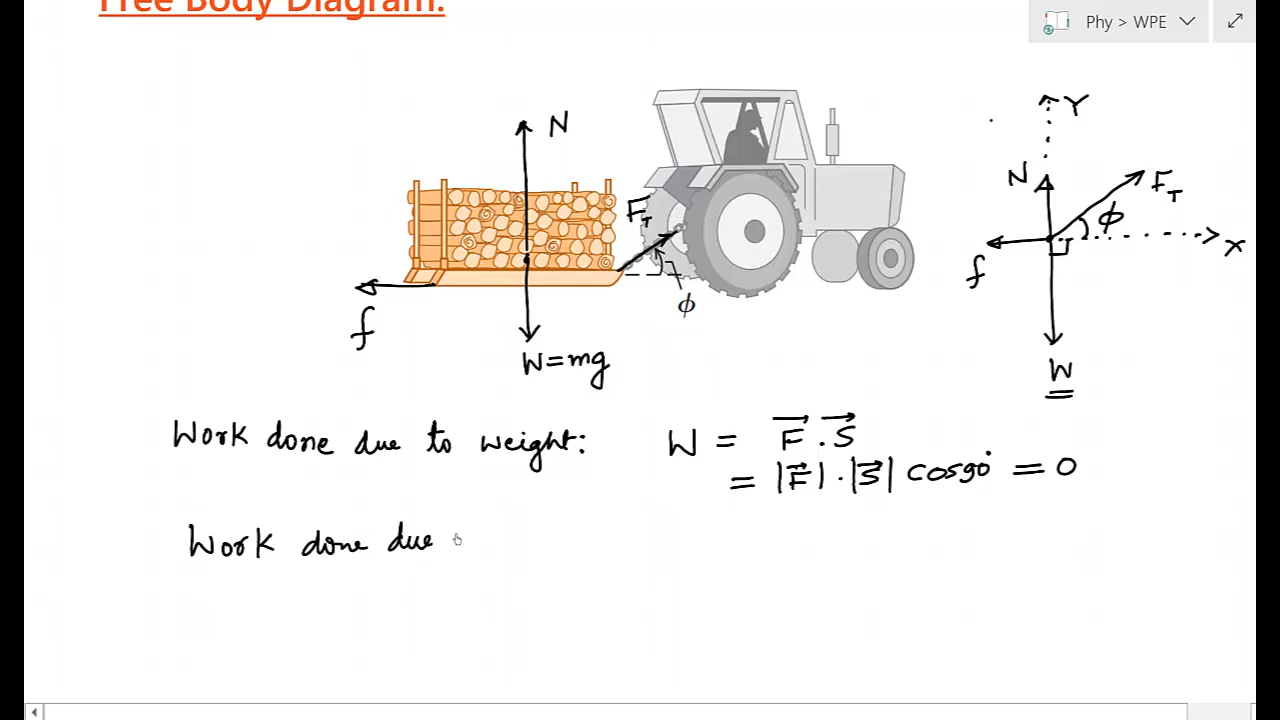 Free Body Diagram:
Phy > WPE
N
Y
N
F_T
ϕ
F_T
x
f
ϕ
f
W=mg
W
Work done due to weight: W = F⃗ . S⃗
= |F⃗| . |S⃗| cos90° = 0
Work done due